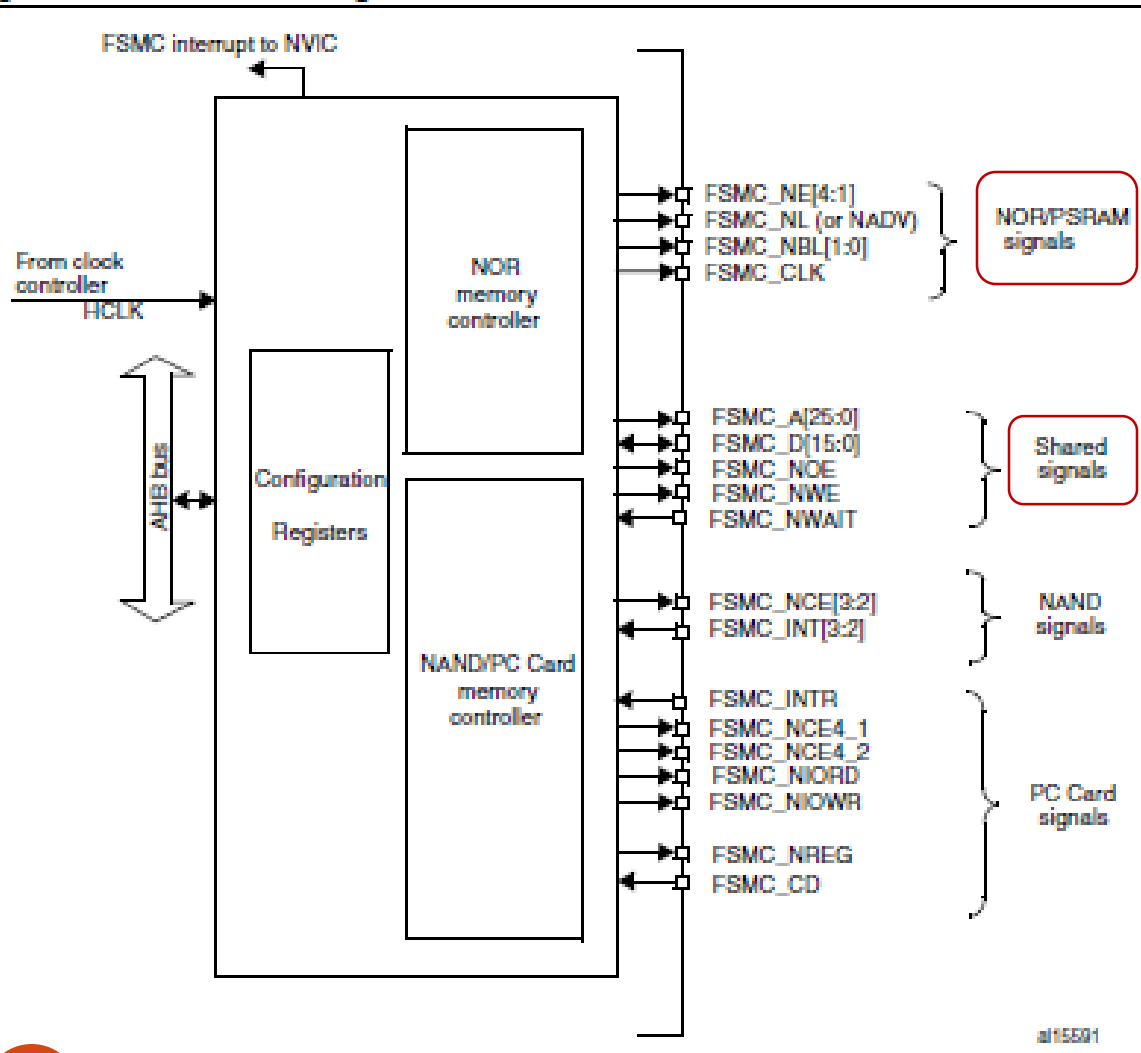 FSMC interrupt to NVIC
From clock
controller
HCLK
AHB bus
Configuration
Registers
NOR
memory
controller
NAND/PC Card
memory
controller
FSMC_NE[4:1]
FSMC_NL (or NADV)
FSMC_NBL[1:0]
FSMC_CLK
NOR/PSRAM
signals
FSMC_A[25:0]
FSMC_D[15:0]
FSMC_NOE
FSMC_NWE
FSMC_NWAIT
Shared
signals
FSMC_NCE[3:2]
FSMC_INT[3:2]
NAND
signals
FSMC_INTR
FSMC_NCE4_1
FSMC_NCE4_2
FSMC_NIORD
FSMC_NIOWR
FSMC_NREG
FSMC_CD
PC Card
signals
ai15591